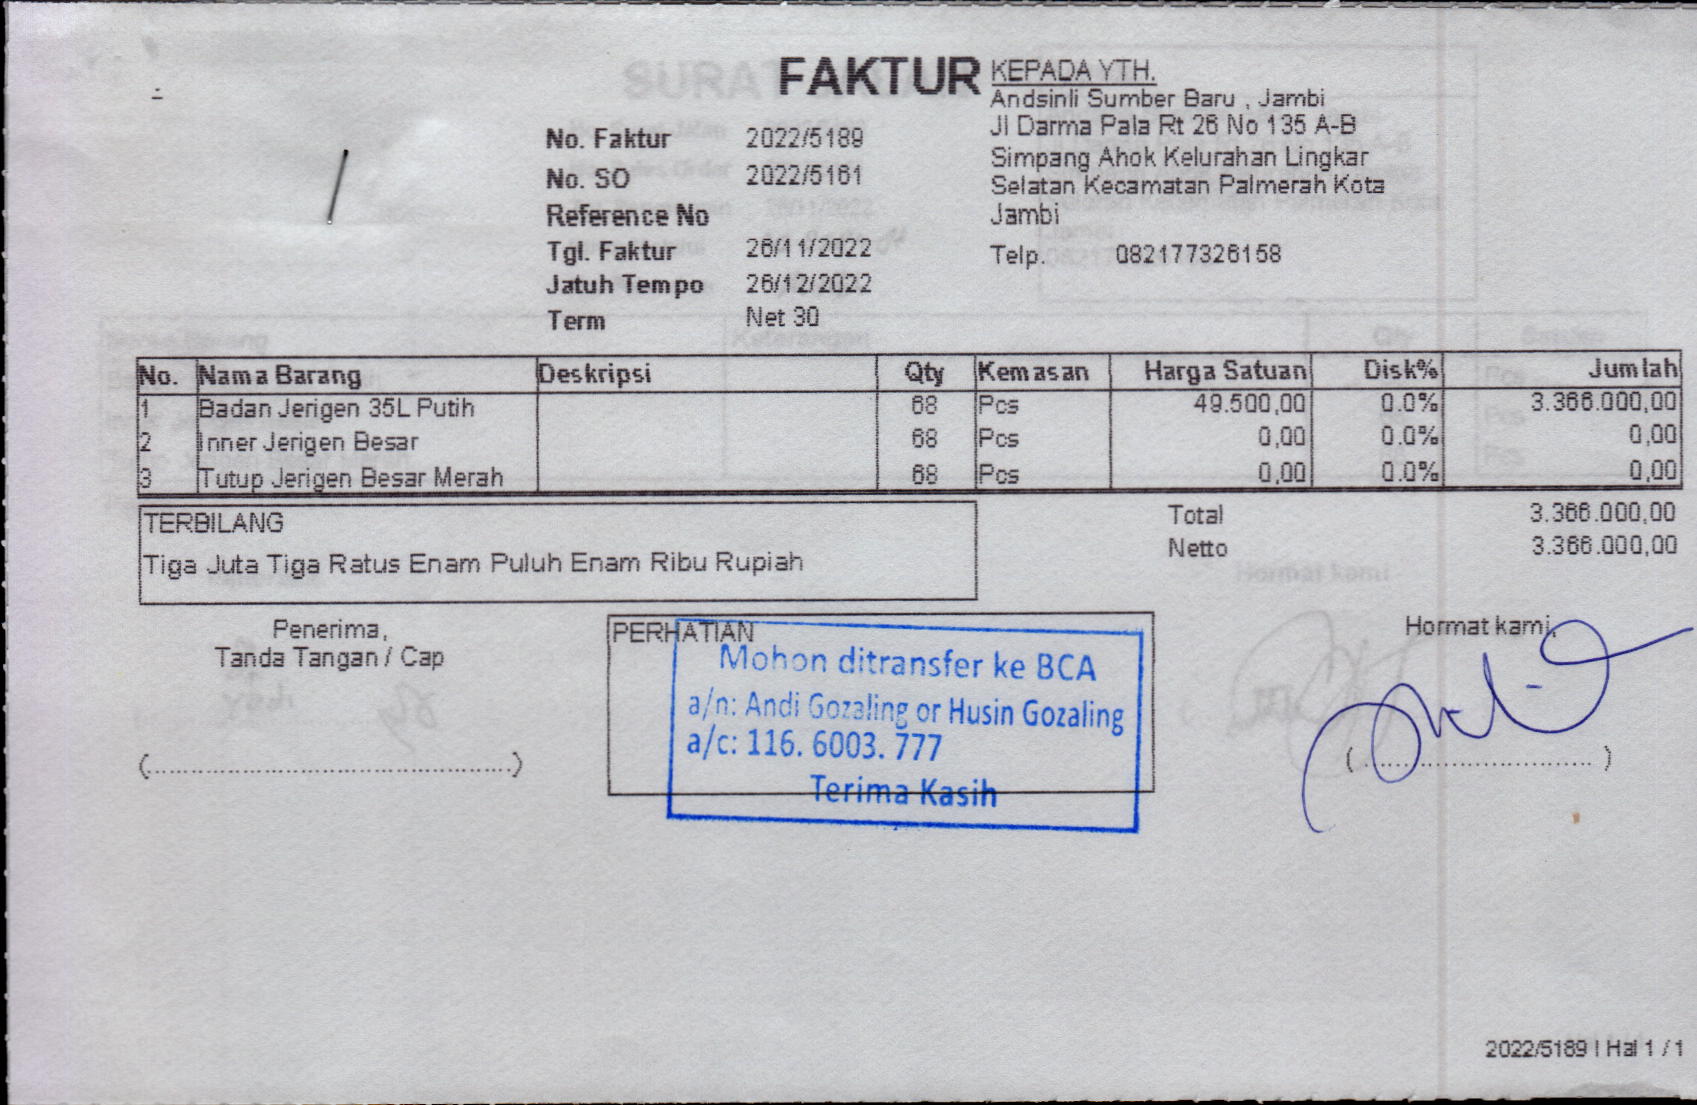 FAKTUR
KEPADA YTH.
Andsinli Sumber Baru , Jambi
Jl Darma Pala Rt 26 No 135 A-B
Simpang Ahok Kelurahan Lingkar
Selatan Kecamatan Palmerah Kota
Jambi
Telp. 082177326158
No. Faktur 2022/5189
No. SO 2022/5161
Reference No
Tgl. Faktur 26/11/2022
Jatuh Tempo 26/12/2022
Term Net 30
No. Nama Barang Deskripsi Qty Kemasan Harga Satuan Disk% Jumlah
1 Badan Jerigen 35L Putih 68 Pcs 49.500,00 0.0% 3.366.000,00
2 Inner Jerigen Besar 68 Pcs 0,00 0.0% 0,00
3 Tutup Jerigen Besar Merah 68 Pcs 0,00 0.0% 0,00
TERBILANG
Tiga Juta Tiga Ratus Enam Puluh Enam Ribu Rupiah
Total 3.366.000,00
Netto 3.366.000,00
Penerima,
Tanda Tangan / Cap
(................................................)
PERHATIAN
Mohon ditransfer ke BCA
a/n: Andi Gozaling or Husin Gozaling
a/c: 116. 6003. 777
Terima Kasih
Hormat kami,
( .............................. )
2022/5189 | Hal 1 / 1